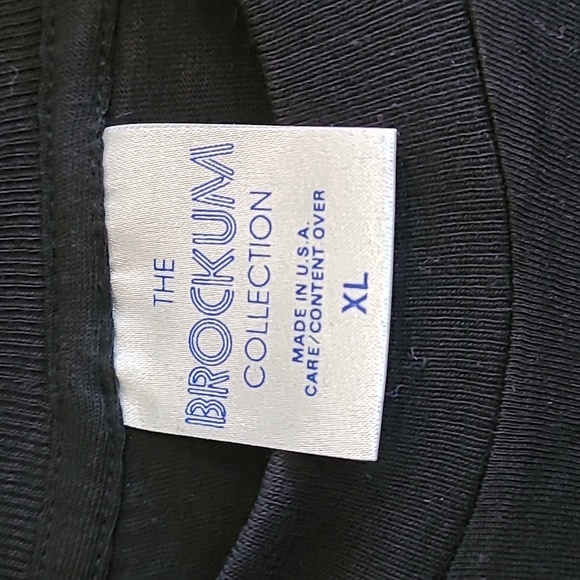 THE
BROCKUM
COLLECTION
MADE IN U.S.A.
CARE/CONTENT OVER
XL